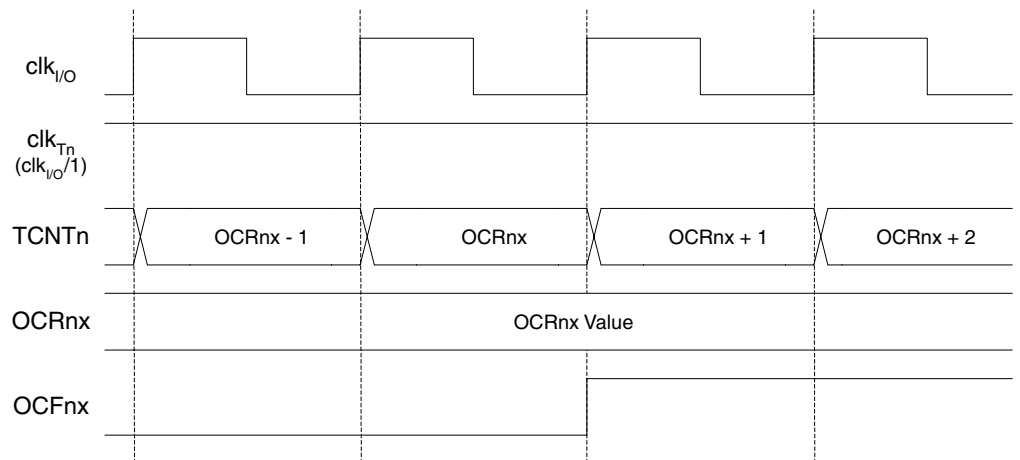 clkI/O
clkTn
(clkI/O/1)
TCNTn
OCRnx - 1
OCRnx
OCRnx + 1
OCRnx + 2
OCRnx
OCRnx Value
OCFnx